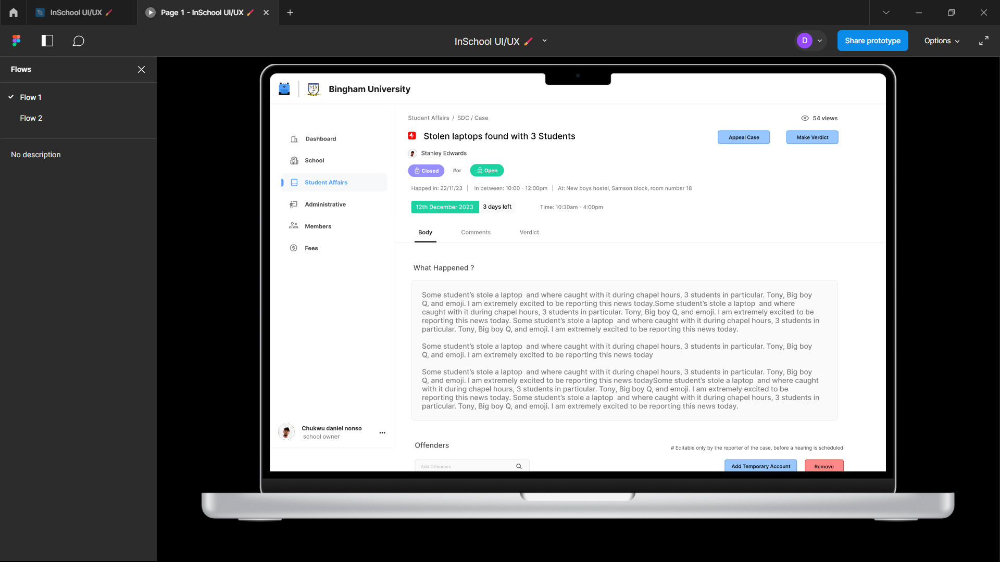 InSchool UI/UX
Page 1 - InSchool UI/UX
InSchool UI/UX
D
Share prototype
Options
Flows
Flow 1
Flow 2
No description
Bingham University
Student Affairs / SDC / Case
54 views
Stolen laptops found with 3 Students
Appeal Case
Make Verdict
Stanley Edwards
Closed
#or
Open
Happed in: 22/11/23
In between: 10:00 - 12:00pm
At: New boys hostel, Samson block, room number 18
12th December 2023
3 days left
Time: 10:30am - 4:00pm
Body
Comments
Verdict
Dashboard
School
Student Affairs
Administrative
Members
Fees
What Happened ?
Some student's stole a laptop  and where caught with it during chapel hours, 3 students in particular. Tony, Big boy
Q, and emoji. I am extremely excited to be reporting this news today.Some student's stole a laptop  and where
caught with it during chapel hours, 3 students in particular. Tony, Big boy Q, and emoji. I am extremely excited to be
reporting this news today. Some student's stole a laptop  and where caught with it during chapel hours, 3 students in
particular. Tony, Big boy Q, and emoji. I am extremely excited to be reporting this news today.
Some student's stole a laptop  and where caught with it during chapel hours, 3 students in particular. Tony, Big boy
Q, and emoji. I am extremely excited to be reporting this news today
Some student's stole a laptop  and where caught with it during chapel hours, 3 students in particular. Tony, Big boy
Q, and emoji. I am extremely excited to be reporting this news todaySome student's stole a laptop  and where caught
with it during chapel hours, 3 students in particular. Tony, Big boy Q, and emoji. I am extremely excited to be
reporting this news today. Some student's stole a laptop  and where caught with it during chapel hours, 3 students in
particular. Tony, Big boy Q, and emoji. I am extremely excited to be reporting this news today.
Chukwu daniel nonso
school owner
Offenders
# Editable only by the reporter of the case, before a hearing is scheduled
Add Offenders
Add Temporary Account
Remove